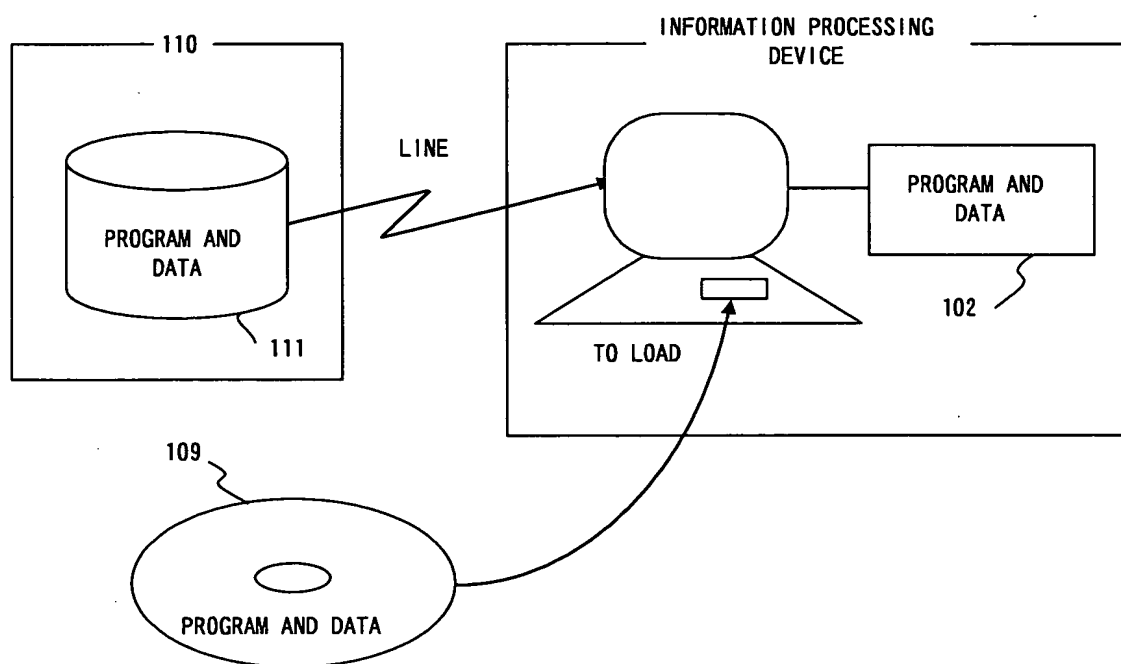 110
INFORMATION PROCESSING
DEVICE
LINE
PROGRAM AND
DATA
PROGRAM AND
DATA
111
102
TO LOAD
109
PROGRAM AND DATA